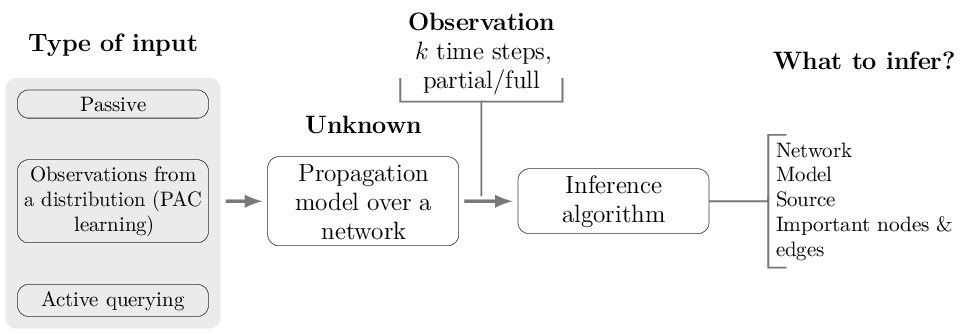 Type of input
Passive
Observations from
a distribution (PAC
learning)
Active querying
Unknown
Propagation
model over a
network
Observation
k time steps,
partial/full
Inference
algorithm
What to infer?
Network
Model
Source
Important nodes &
edges